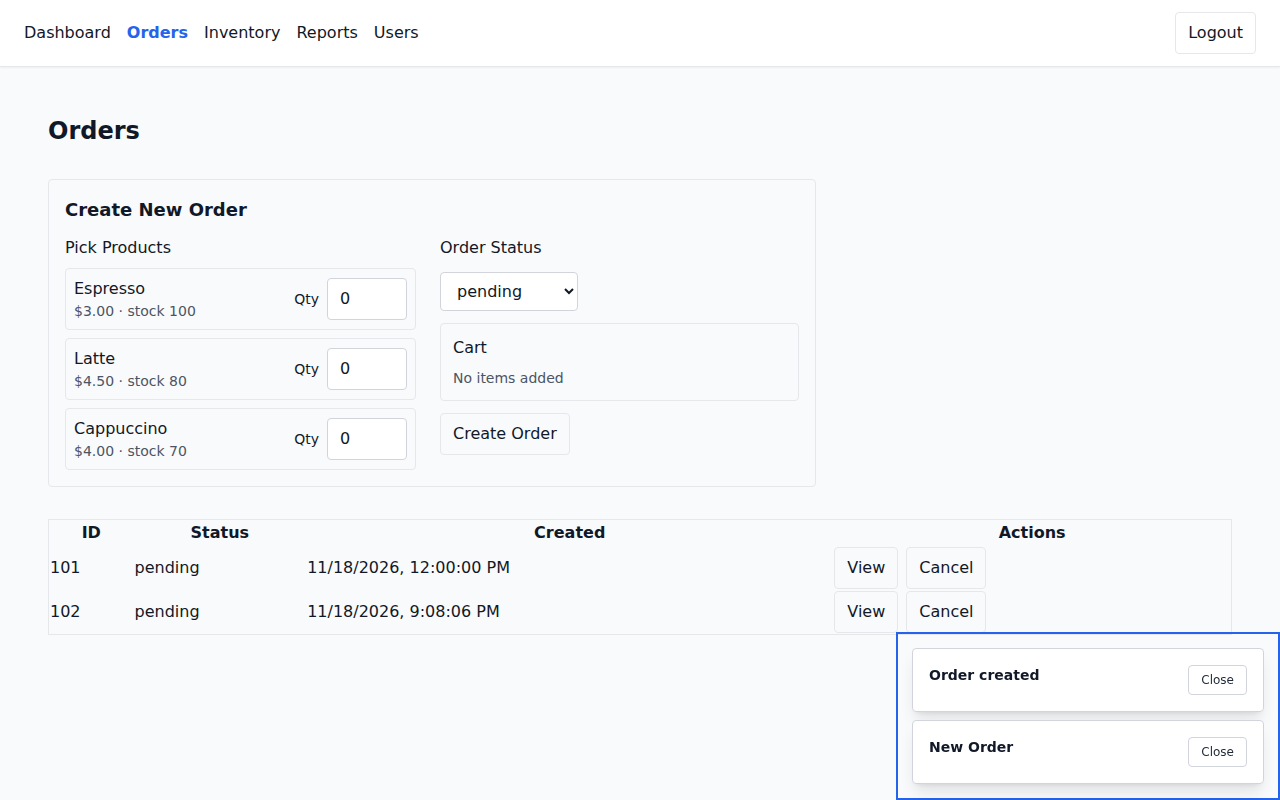 Dashboard Orders Inventory Reports Users Logout
Orders
Create New Order
Pick Products
Espresso
$3.00 · stock 100
Qty 0
Latte
$4.50 · stock 80
Qty 0
Cappuccino
$4.00 · stock 70
Qty 0
Order Status
pending
Cart
No items added
Create Order
ID Status Created Actions
101 pending 11/18/2026, 12:00:00 PM View Cancel
102 pending 11/18/2026, 9:08:06 PM View Cancel
Order created Close
New Order Close